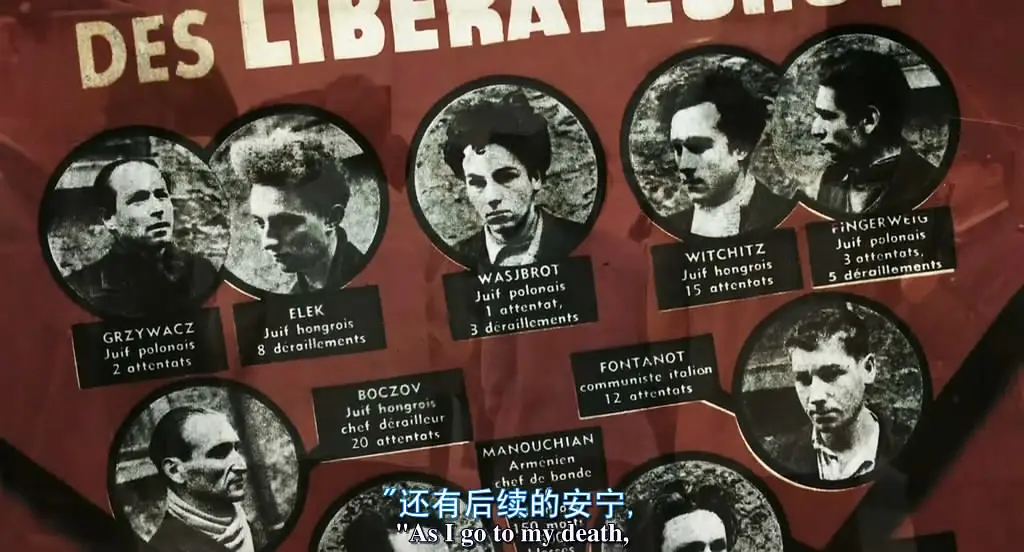 DES LIBÉRATEURS?
GRZYWACZ
Juif polonais
2 attentats
ELEK
Juif hongrois
8 déraillements
WASJBROT
Juif polonais
1 attentat,
3 déraillements
WITCHITZ
Juif hongrois
15 attentats
FINGERWEIG
Juif polonais
3 attentats,
5 déraillements
BOCZOV
Juif hongrois
chef dérailleur
20 attentats
FONTANOT
communiste italien
12 attentats
MANOUCHIAN
Arménien
chef de bande
"还有后续的安宁,
"As I go to my death,